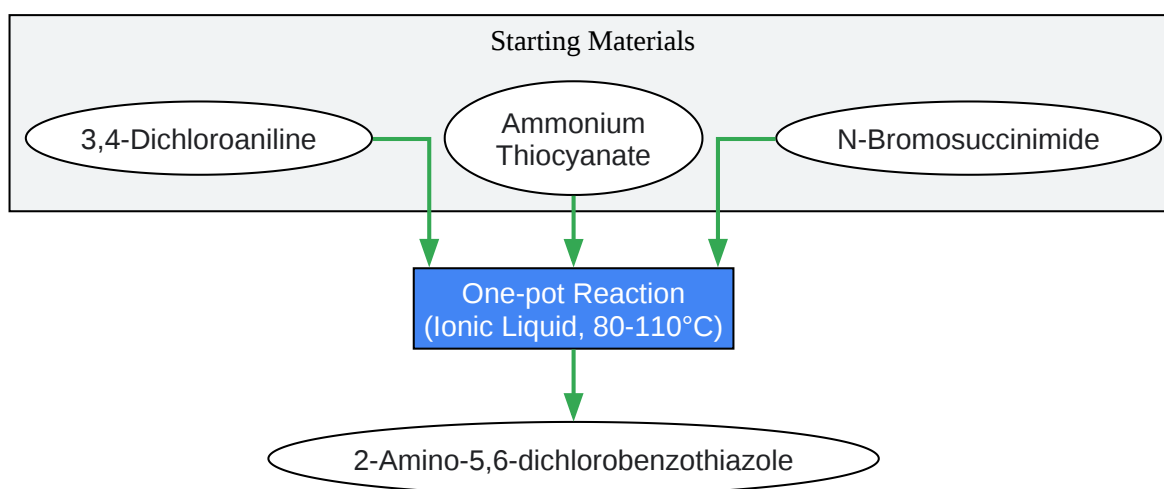 Starting Materials
3,4-Dichloroaniline
Ammonium
Thiocyanate
N-Bromosuccinimide
One-pot Reaction
(Ionic Liquid, 80-110°C)
2-Amino-5,6-dichlorobenzothiazole